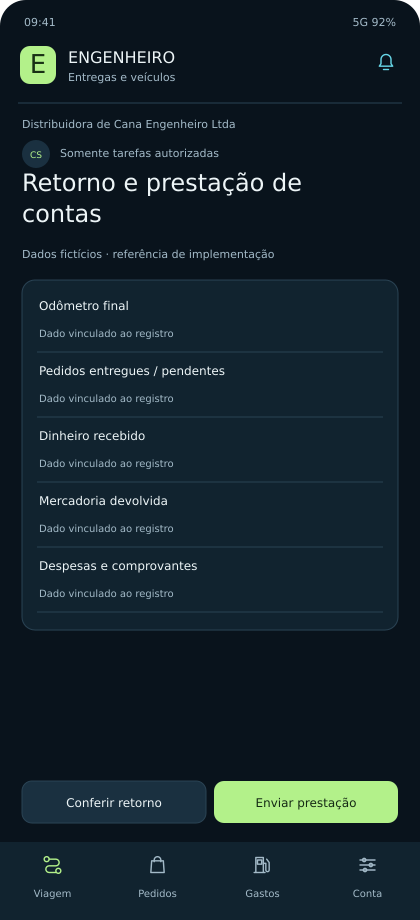 09:41
5G 92%
E
ENGENHEIRO
Entregas e veículos
Distribuidora de Cana Engenheiro Ltda
CS
Somente tarefas autorizadas
Retorno e prestação de
contas
Dados fictícios · referência de implementação
Odômetro final
Dado vinculado ao registro
Pedidos entregues / pendentes
Dado vinculado ao registro
Dinheiro recebido
Dado vinculado ao registro
Mercadoria devolvida
Dado vinculado ao registro
Despesas e comprovantes
Dado vinculado ao registro
Conferir retorno
Enviar prestação
Viagem
Pedidos
Gastos
Conta